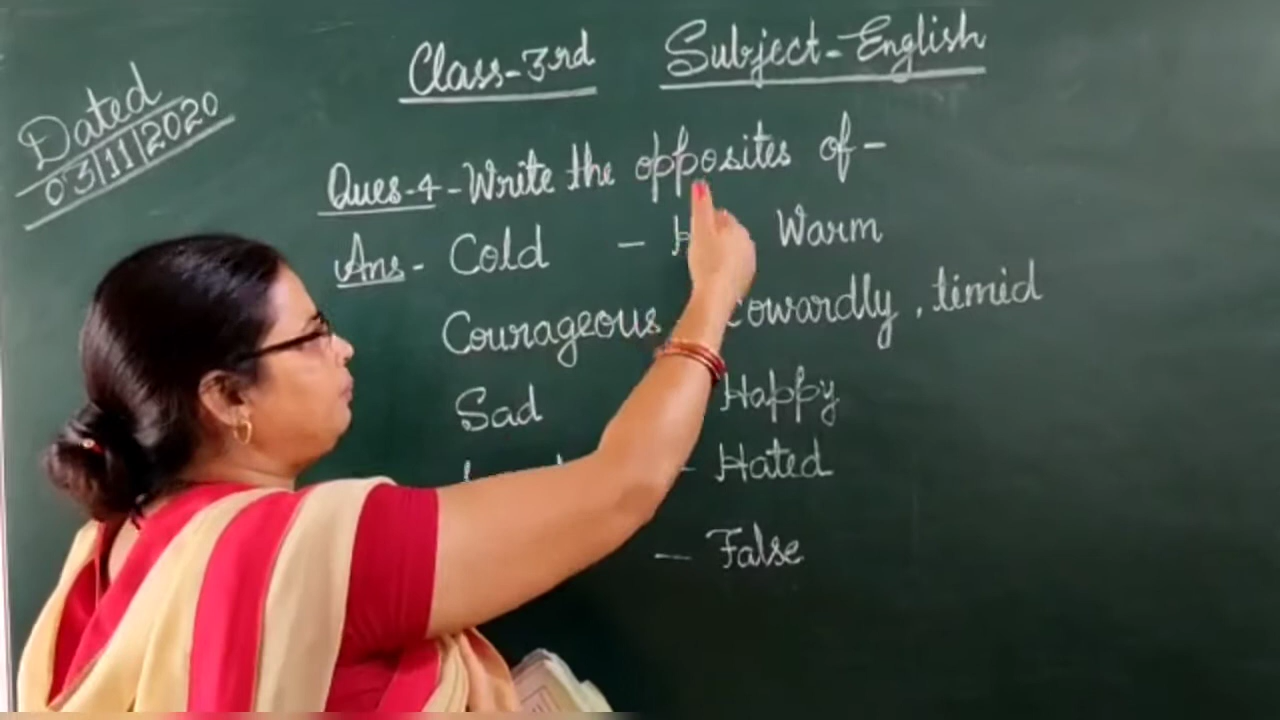 Dated
03/11/2020
Class-3rd Subject-English
Ques-4-Write the opposites of-
Ans- Cold - Warm
Courageous Cowardly, timid
Sad Happy
- Hated
- False